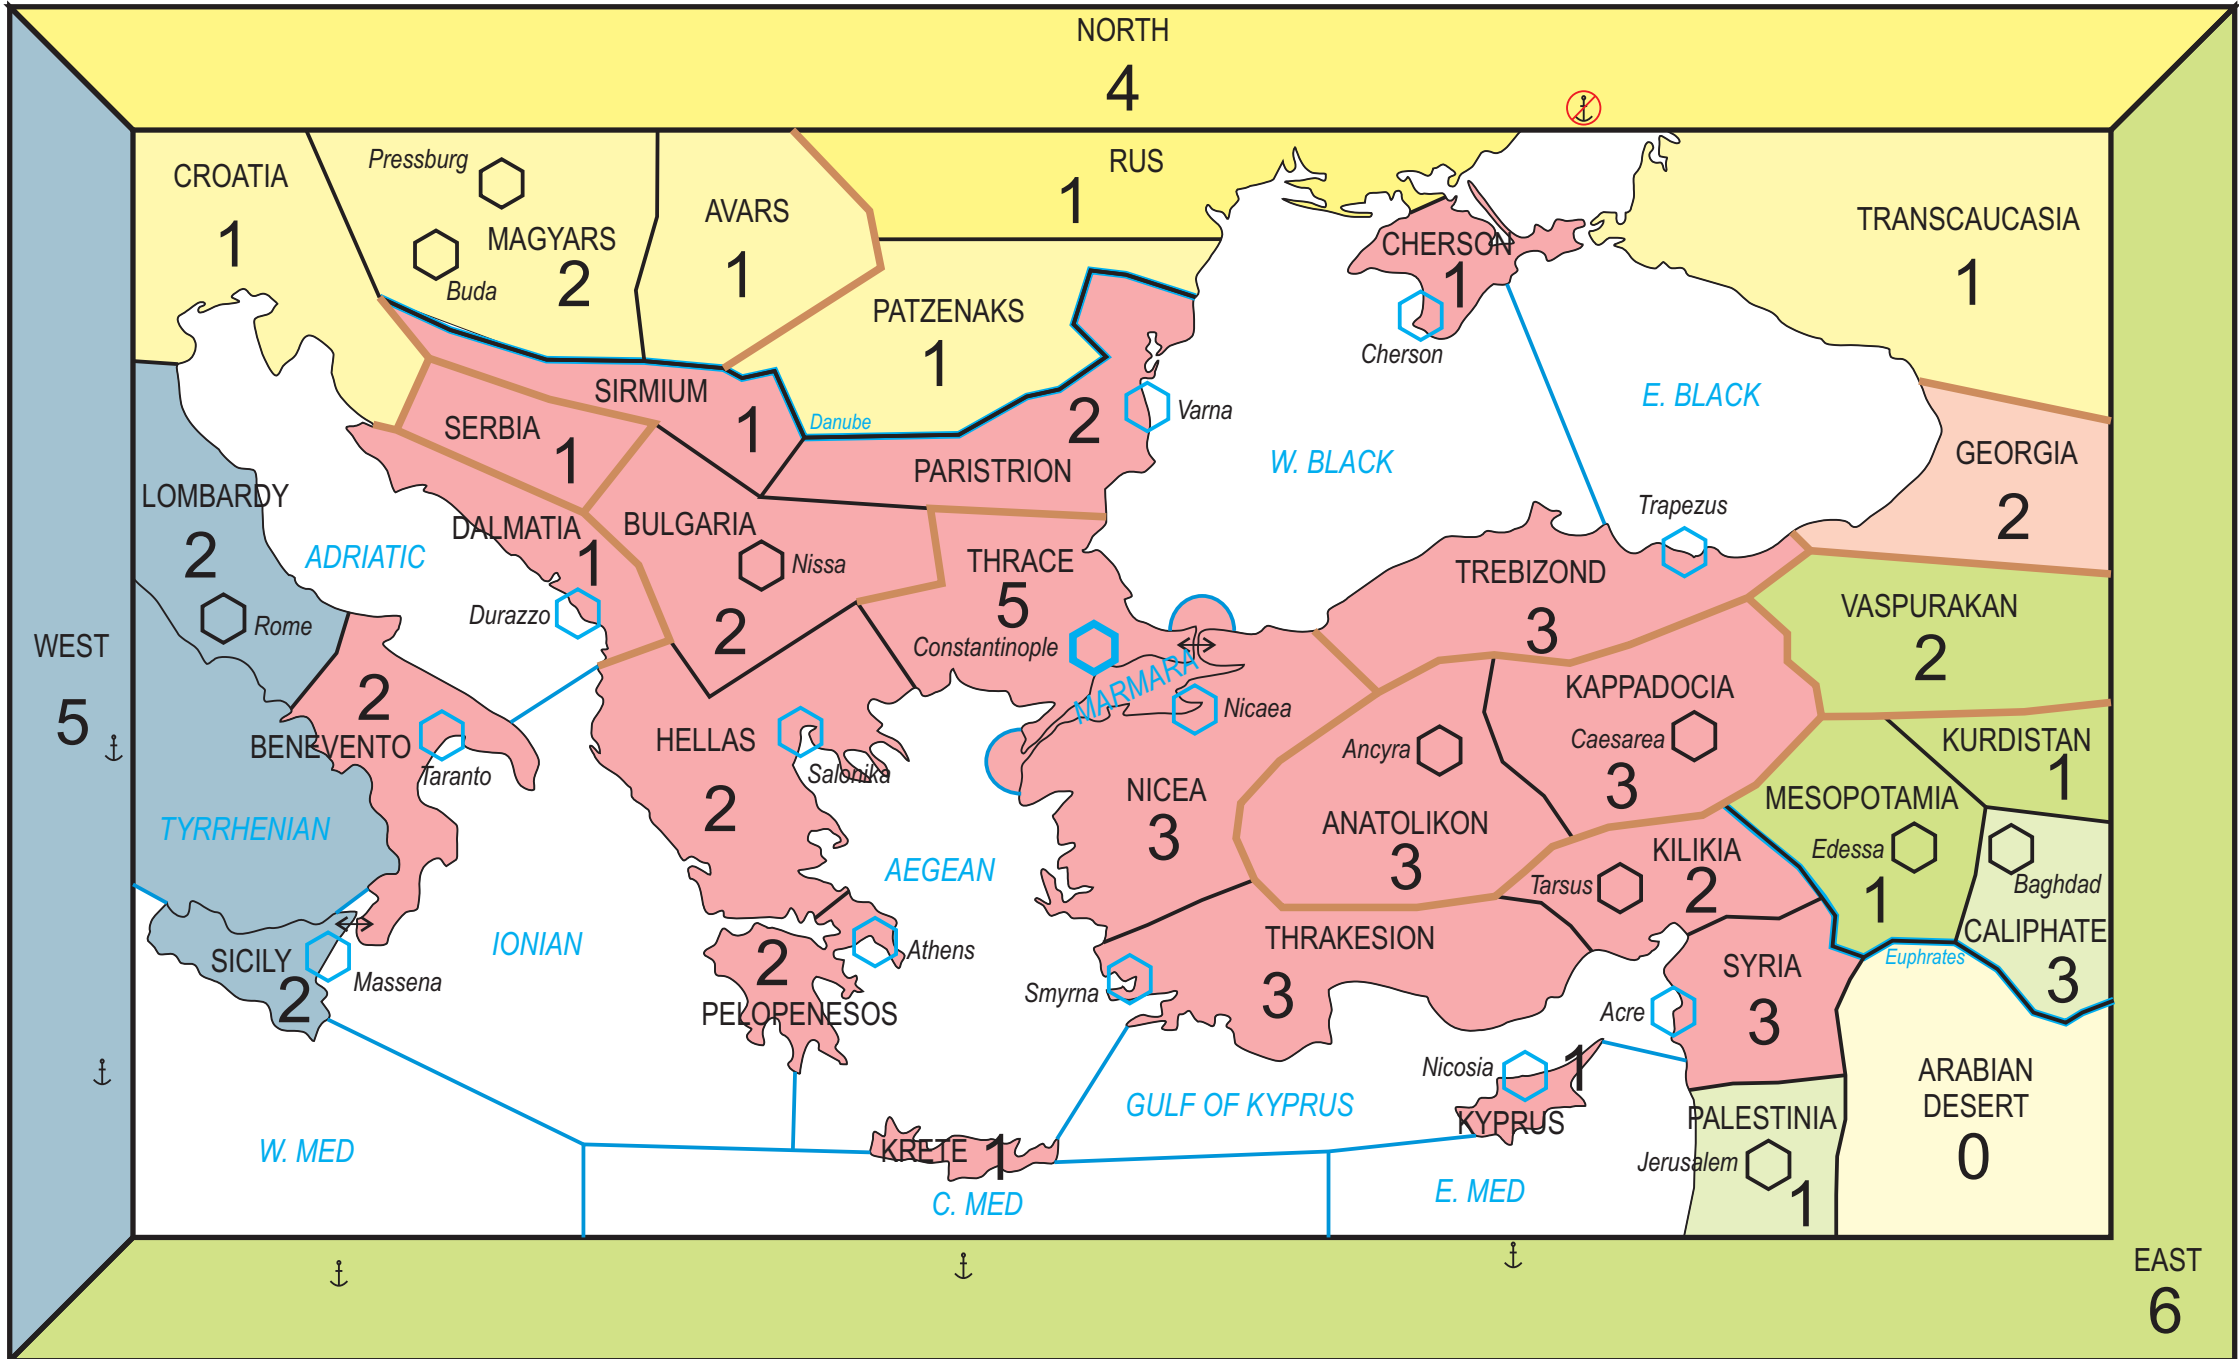 NORTH
4
CROATIA
1
Pressburg
MAGYARS
2
Buda
AVARS
1
RUS
1
PATZENAKS
1
CHERSON
1
Cherson
TRANSCAUCASIA
1
SIRMIUM
1
SERBIA
1
Danube
2
Varna
PARISTRION
W. BLACK
E. BLACK
GEORGIA
2
LOMBARDY
2
Rome
ADRIATIC
DALMATIA
1
Durazzo
BULGARIA
Nissa
2
THRACE
5
Constantinople
MARMARA
Nicaea
Trapezus
TREBIZOND
3
VASPURAKAN
2
WEST
5
2
BENEVENTO
Taranto
HELLAS
Salonika
2
NICEA
3
Ancyra
ANATOLIKON
3
KAPPADOCIA
Caesarea
3
KURDISTAN
1
MESOPOTAMIA
Edessa
1
Baghdad
CALIPHATE
3
TYRRHENIAN
AEGEAN
KILIKIA
Tarsus
2
SICILY
2
Massena
IONIAN
2
PELOPENESOS
Athens
Smyrna
THRAKESION
3
Euphrates
SYRIA
3
Acre
Nicosia
1
KYPRUS
GULF OF KYPRUS
ARABIAN
DESERT
0
PALESTINIA
Jerusalem
1
W. MED
KRETE 1
C. MED
E. MED
EAST
6